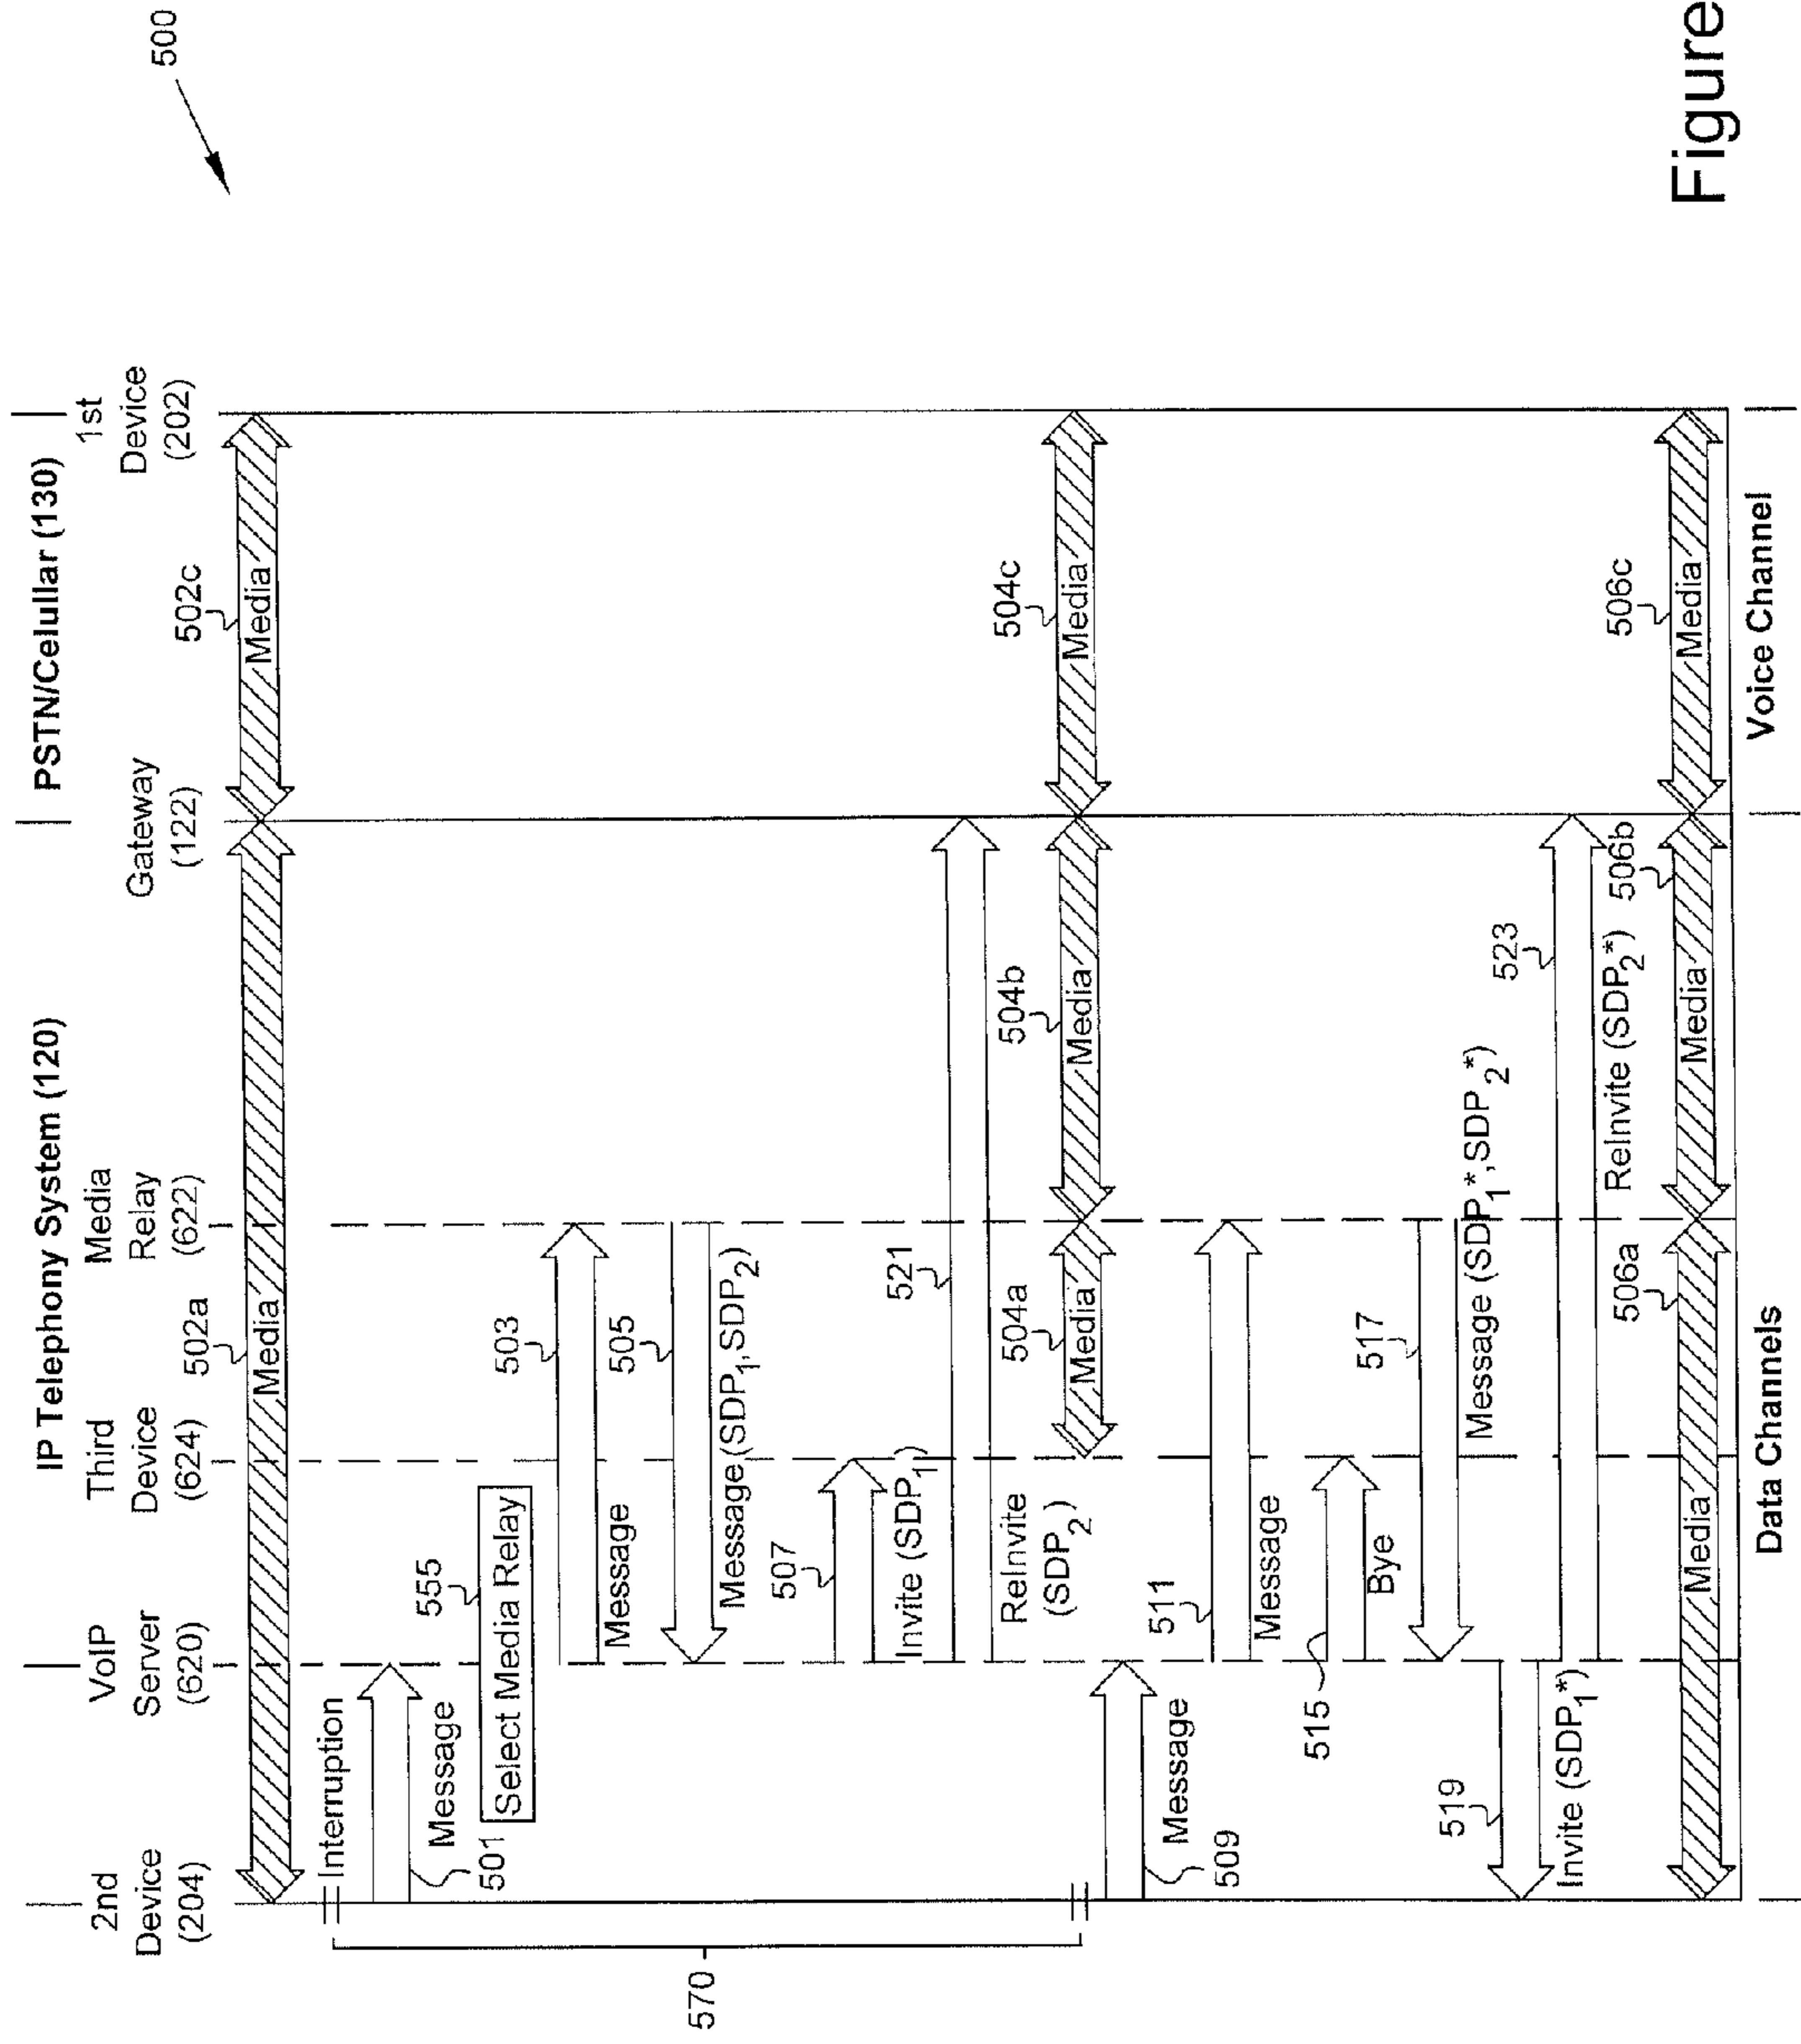 500
IP Telephony System (120)
PSTN/Celullar (130)
2nd
Device
(204)
VoIP
Server
(620)
Third
Device
(624)
Media
Relay
(622)
Gateway
(122)
1st
Device
(202)
502a
Media
502c
Media
Interruption
Message
501
555
Select Media Relay
503
Message
505
Message (SDP1,SDP2)
570
507
Invite (SDP1)
521
ReInvite
(SDP2)
504a
Media
504b
Media
504c
Media
Message
509
511
Message
515
Bye
517
Message (SDP1*,SDP2*)
519
Invite (SDP1*)
523
ReInvite (SDP2*)
506a
Media
506b
Media
506c
Media
Data Channels
Voice Channel
Figure